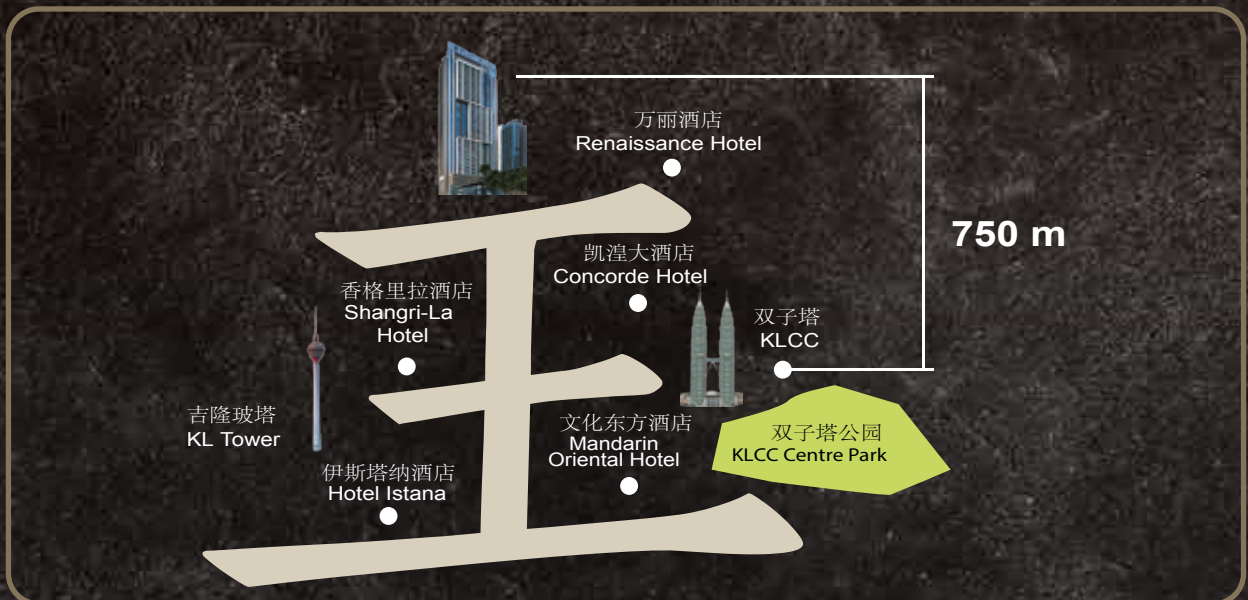 万丽酒店
Renaissance Hotel
750 m
凯湟大酒店
Concorde Hotel
香格里拉酒店
Shangri-La
Hotel
双子塔
KLCC
吉隆玻塔
KL Tower
文化东方酒店
Mandarin
Oriental Hotel
双子塔公园
KLCC Centre Park
伊斯塔纳酒店
Hotel Istana
王